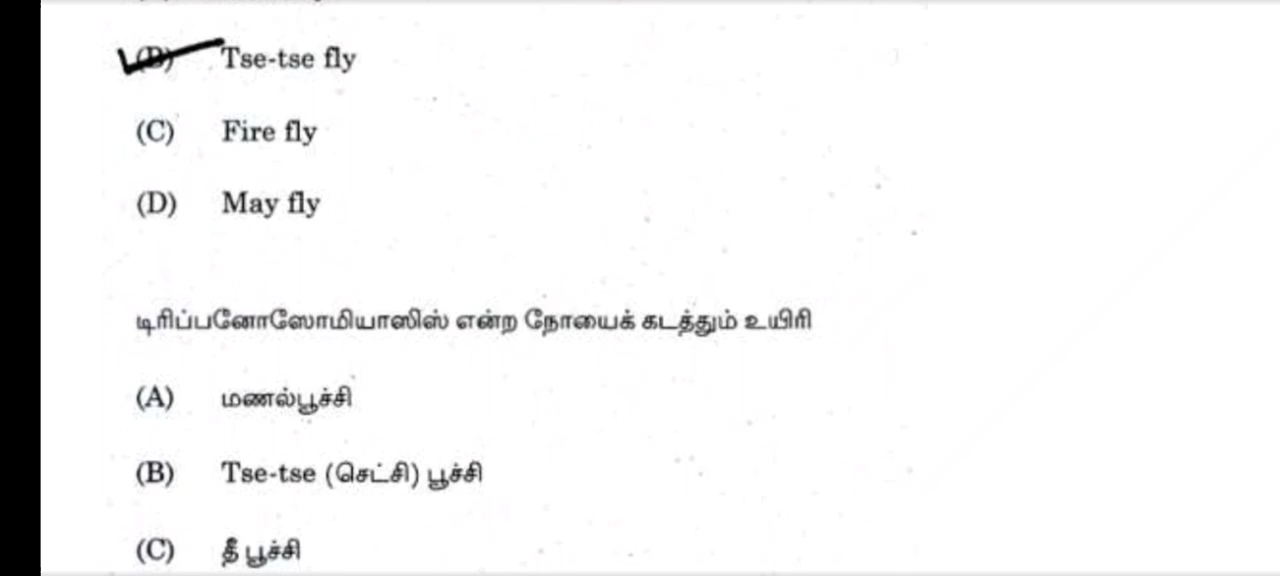 (B) Tse-tse fly
(C) Fire fly
(D) May fly
டிரிப்பனோஸோமியாஸிஸ் என்ற நோயைக் கடத்தும் உயிரி
(A) மணல்பூச்சி
(B) Tse-tse (செட்சி) பூச்சி
(C) தீ பூச்சி